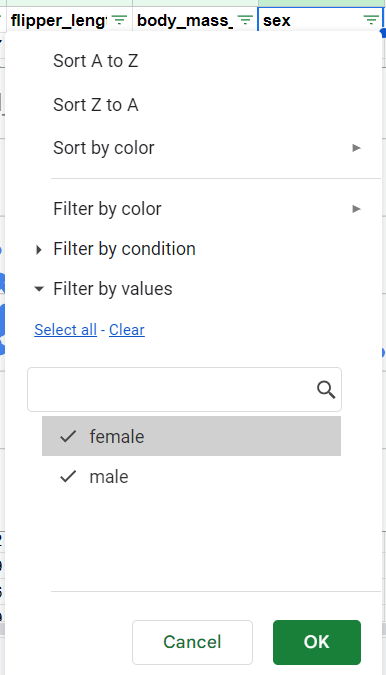 flipper_leng body_mass_ sex
Sort A to Z
Sort Z to A
Sort by color
Filter by color
Filter by condition
Filter by values
Select all - Clear
female
male
Cancel OK